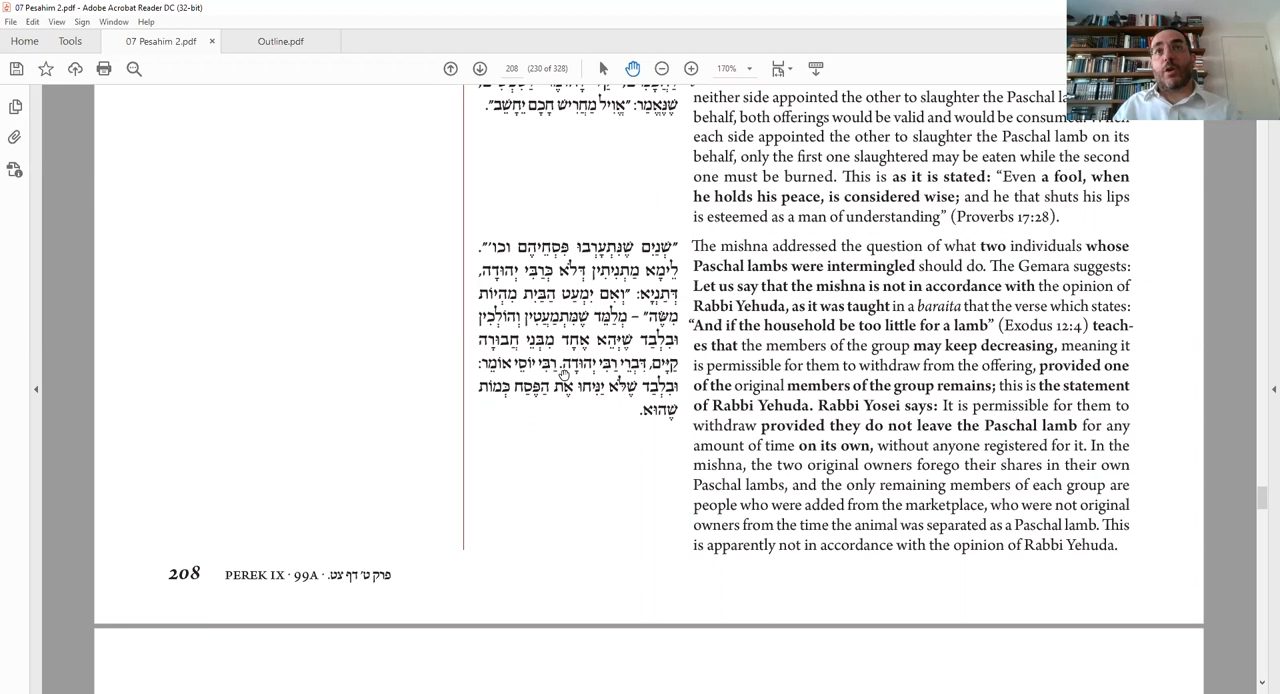 07 Pesahim 2.pdf - Adobe Acrobat Reader DC (32-bit)
File Edit View Sign Window Help
Home Tools 07 Pesahim 2.pdf × Outline.pdf
208 (230 of 328) 170%
שֶׁנֶּאֱמַר: ״אֱוִיל מַחֲרִישׁ חָכָם יֵחָשֵׁב״.
neither side appointed the other to slaughter the Paschal
behalf, both offerings would be valid and would be
each side appointed the other to slaughter the Paschal lamb on its
behalf, only the first one slaughtered may be eaten while the second
one must be burned. This is as it is stated: “Even a fool, when
he holds his peace, is considered wise; and he that shuts his lips
is esteemed as a man of understanding” (Proverbs 17:28).
״שְׁנַיִם שֶׁנִּתְעָרְבוּ פִּסְחֵיהֶם וכו׳״.
לֵימָא מַתְנִיתִין דְּלֹא כְּרַבִּי יְהוּדָה,
דְּתַנְיָא: ״וְאִם יִמְעַט הַבַּיִת מִהְיוֹת
מִשֶּׂה״ – מְלַמֵּד שֶׁמִּתְמַעֲטִין וְהוֹלְכִין
וּבִלְבַד שֶׁיְּהֵא אֶחָד מִבְּנֵי חֲבוּרָה
קַיָּים, דִּבְרֵי רַבִּי יְהוּדָה, רַבִּי יוֹסֵי אוֹמֵר:
וּבִלְבַד שֶׁלֹּא יַנִּיחוּ אֶת הַפֶּסַח כְּמוֹת
שֶׁהוּא.
The mishna addressed the question of what two individuals whose
Paschal lambs were intermingled should do. The Gemara suggests:
Let us say that the mishna is not in accordance with the opinion of
Rabbi Yehuda, as it was taught in a baraita that the verse which states:
“And if the household be too little for a lamb” (Exodus 12:4) teach-
es that the members of the group may keep decreasing, meaning it
is permissible for them to withdraw from the offering, provided one
of the original members of the group remains; this is the statement
of Rabbi Yehuda. Rabbi Yosei says: It is permissible for them to
withdraw provided they do not leave the Paschal lamb for any
amount of time on its own, without anyone registered for it. In the
mishna, the two original owners forego their shares in their own
Paschal lambs, and the only remaining members of each group are
people who were added from the marketplace, who were not original
owners from the time the animal was separated as a Paschal lamb. This
is apparently not in accordance with the opinion of Rabbi Yehuda.
208 PEREK IX · 99A · פרק ט׳ דף צט.